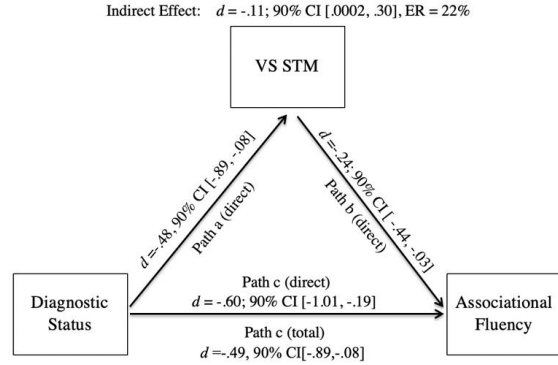 Indirect Effect: d = -.11; 90% CI [.0002, .30], ER = 22%
VS STM
d =-.48, 90% CI [-.89, -.08]
Path a (direct)
d =-.24; 90% CI [-.44, -.03]
Path b (direct)
Diagnostic
Status
Path c (direct)
d = -.60; 90% CI [-1.01, -.19]
Path c (total)
d =-.49, 90% CI[-.89,-.08]
Associational
Fluency